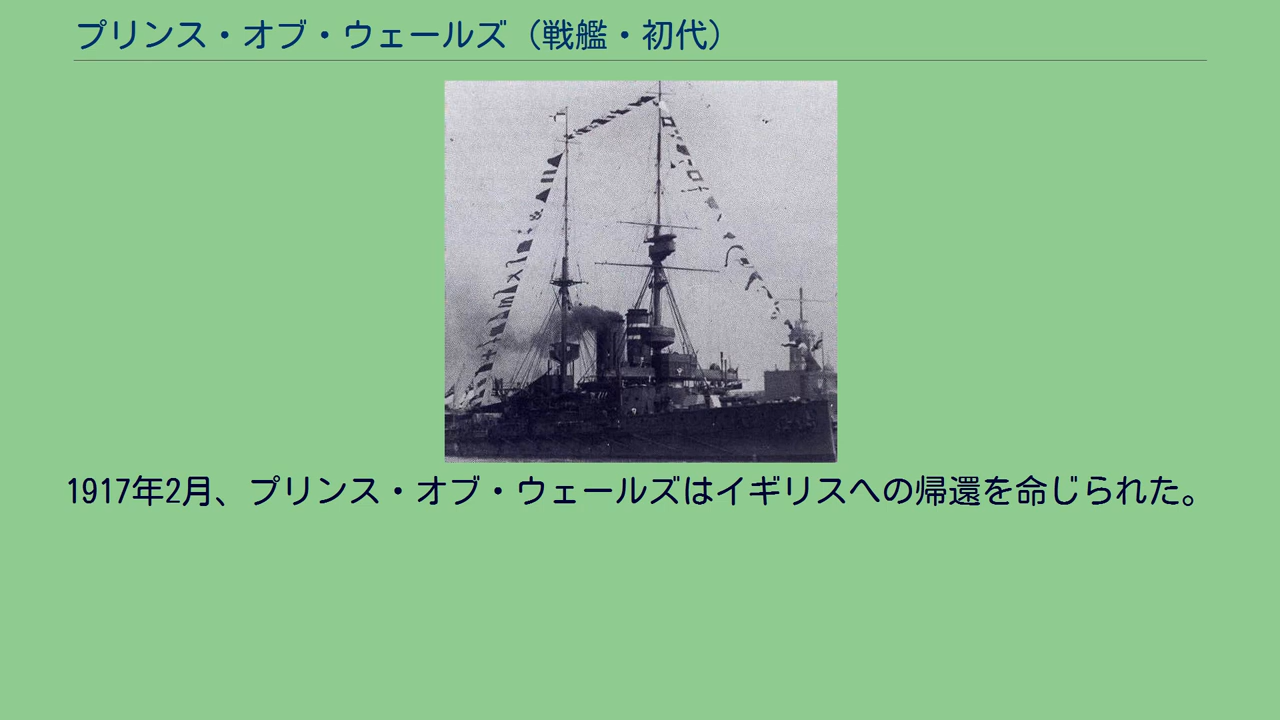 プリンス・オブ・ウェールズ（戦艦・初代）
1917年2月、プリンス・オブ・ウェールズはイギリスへの帰還を命じられた。